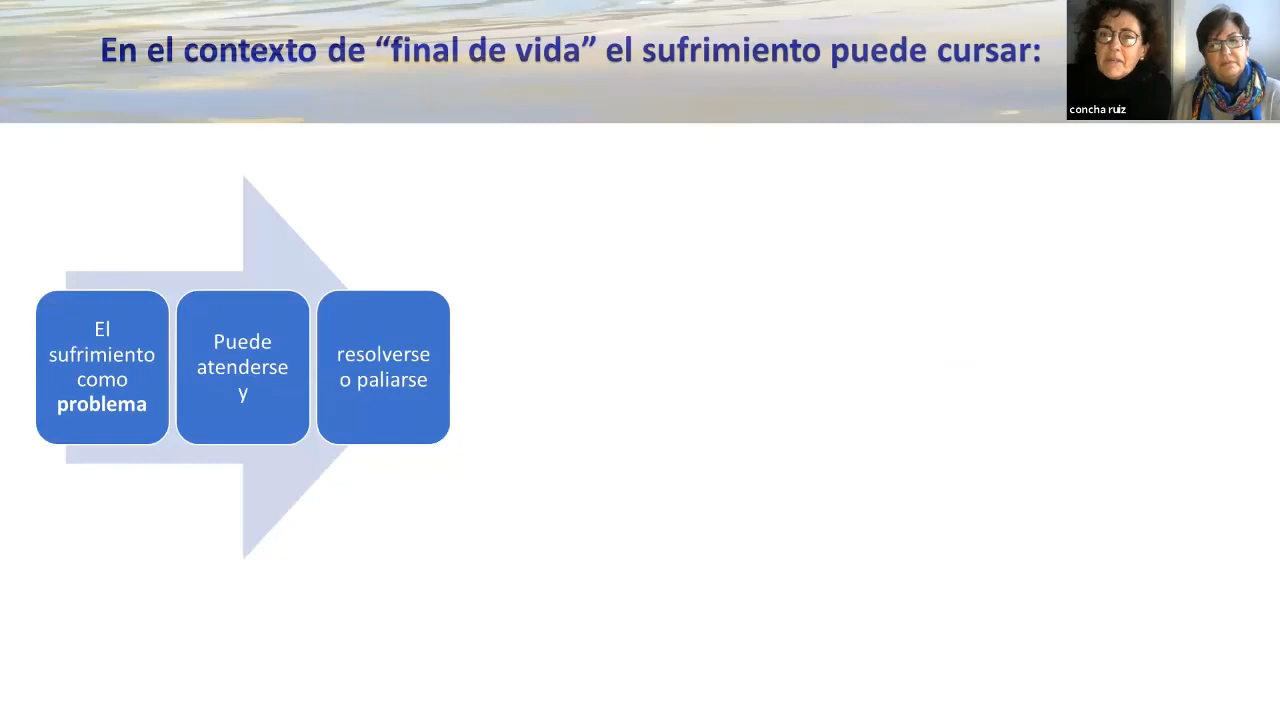 En el contexto de “final de vida” el sufrimiento puede cursar:
concha ruiz
El
sufrimiento
como
problema
Puede
atenderse
y
resolverse
o paliarse